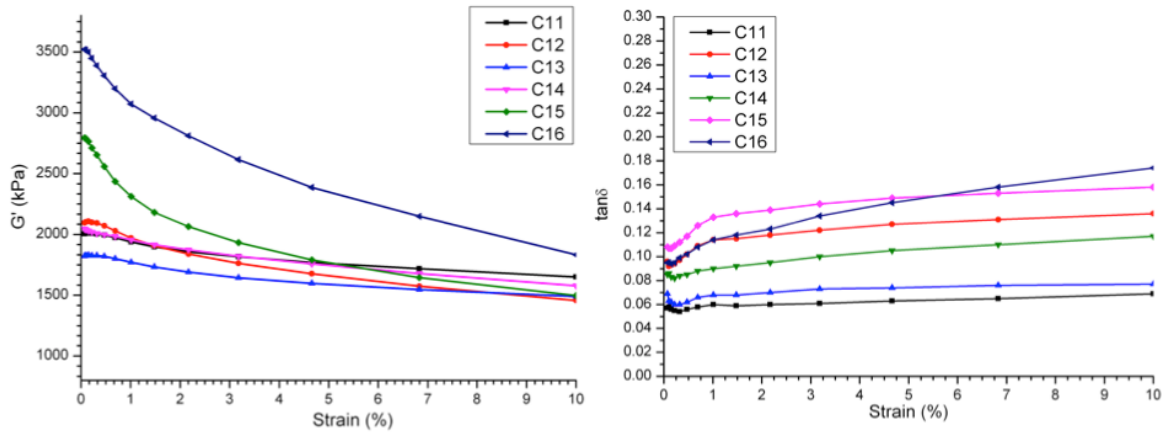 3500
3000
2500
2000
1500
1000
G' (kPa)
C11
C12
C13
C14
C15
C16
0 1 2 3 4 5 6 7 8 9 10
Strain (%)
0.30
0.28
0.26
0.24
0.22
0.20
0.18
0.16
0.14
0.12
0.10
0.08
0.06
0.04
0.02
0.00
tanδ
C11
C12
C13
C14
C15
C16
0 1 2 3 4 5 6 7 8 9 10
Strain (%)